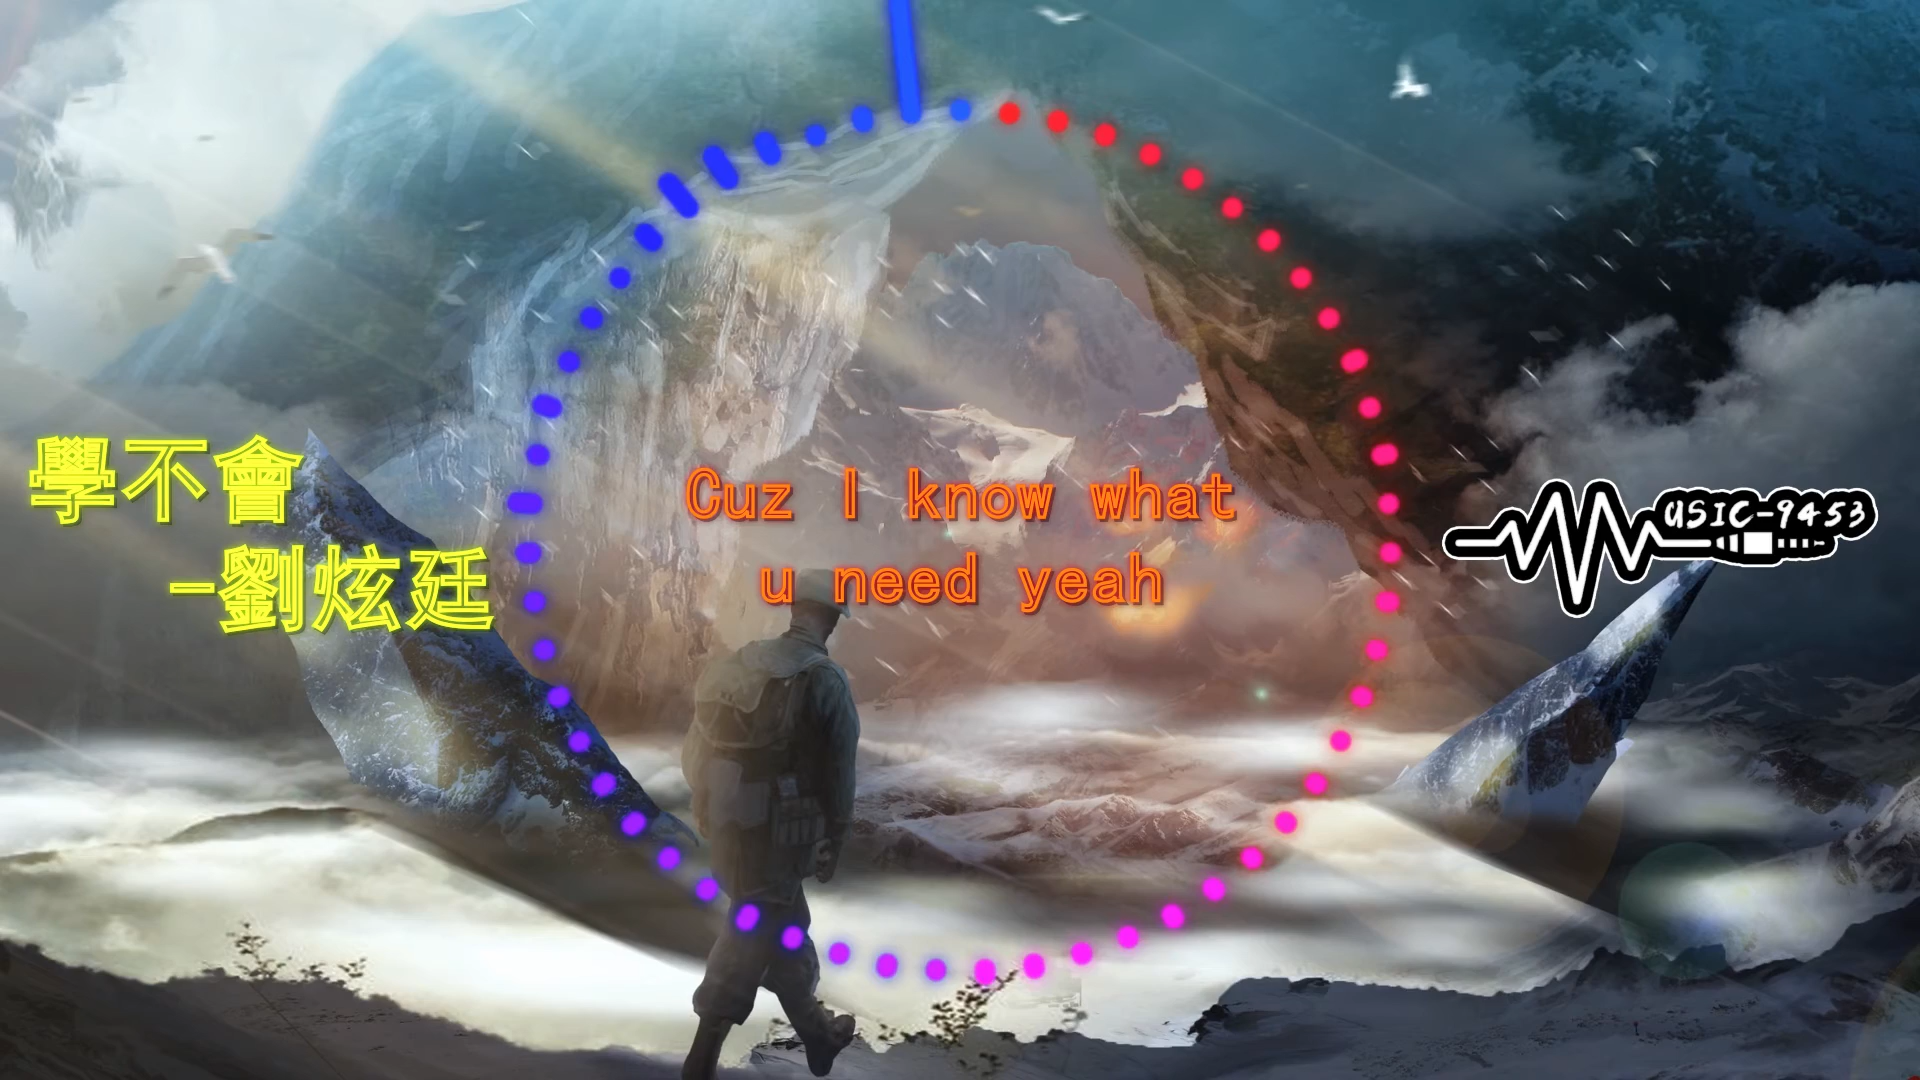 學不會
-劉炫廷
Cuz I know what
u need yeah
USIC-9453